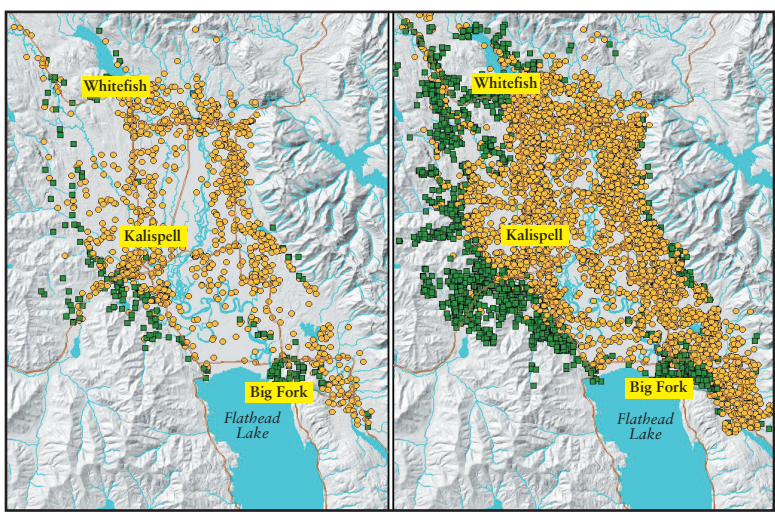 Whitefish
Kalispell
Big Fork
Flathead
Lake
Whitefish
Kalispell
Big Fork
Flathead
Lake